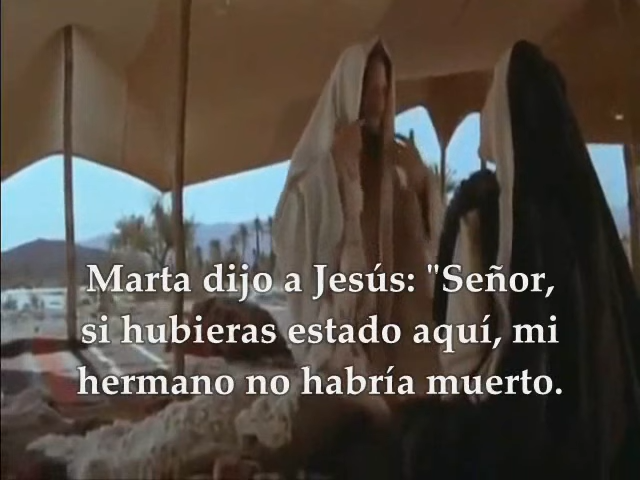 Marta dijo a Jesús: "Señor,
si hubieras estado aquí, mi
hermano no habría muerto.